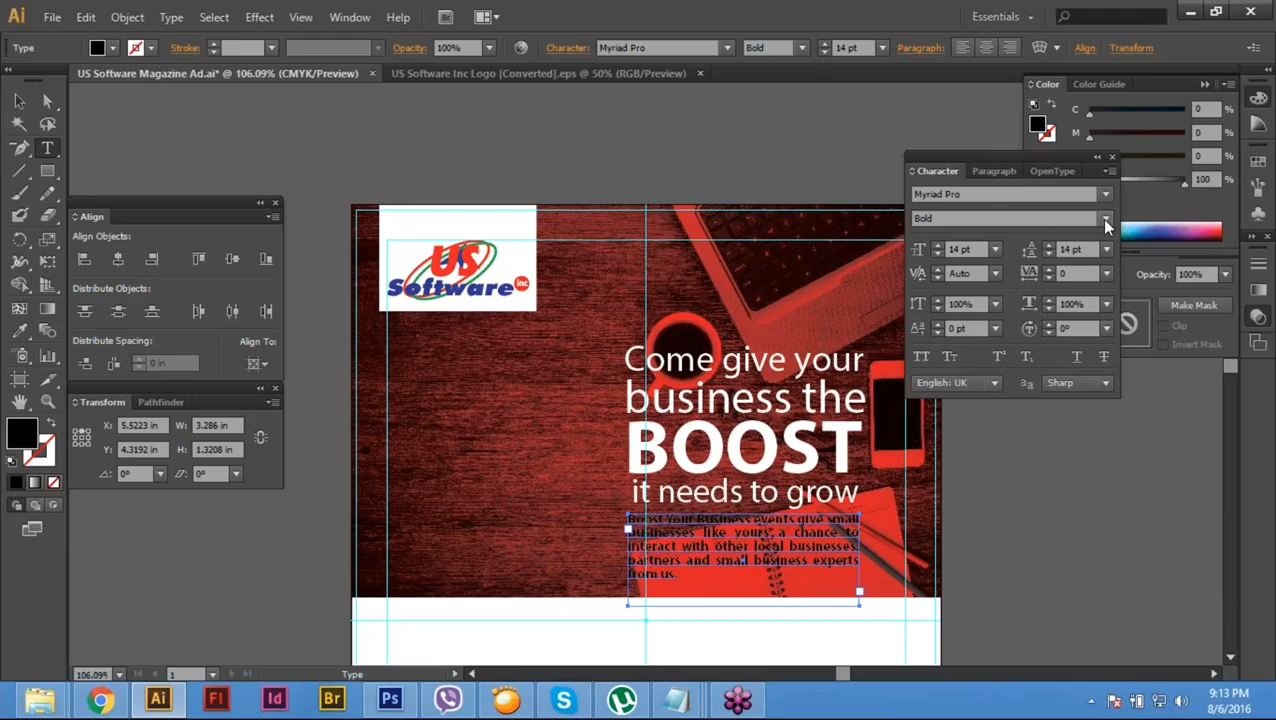 Ai File Edit Object Type Select Effect View Window Help Br Essentials
Type Stroke: Opacity: 100% Character: Myriad Pro Bold 14 pt Paragraph: Align Transform
US Software Magazine Ad.ai* @ 106.09% (CMYK/Preview) × US Software Inc Logo [Converted].eps @ 50% (RGB/Preview) ×
Color Color Guide
C 0 %
M 0 %
0 %
100 %
Character Paragraph OpenType
Myriad Pro
Bold
14 pt 14 pt
Auto 0
100% 100%
0 pt 0°
English: UK Sharp
Opacity: 100%
Make Mask
Clip
Invert Mask
Align
Align Objects:
Distribute Objects:
Distribute Spacing: Align To:
0 in
Transform Pathfinder
X: 5.5223 in W: 3.286 in
Y: 4.3192 in H: 1.3208 in
0° 0°
US
Software inc
Come give your
business the
BOOST
it needs to grow
Boost Your Business events give small
businesses like yours a chance to
interact with other local businesses,
partners and small business experts
from us.
106.09% 1 Type
Ai Fl Id Br Ps
9:13 PM
8/6/2016